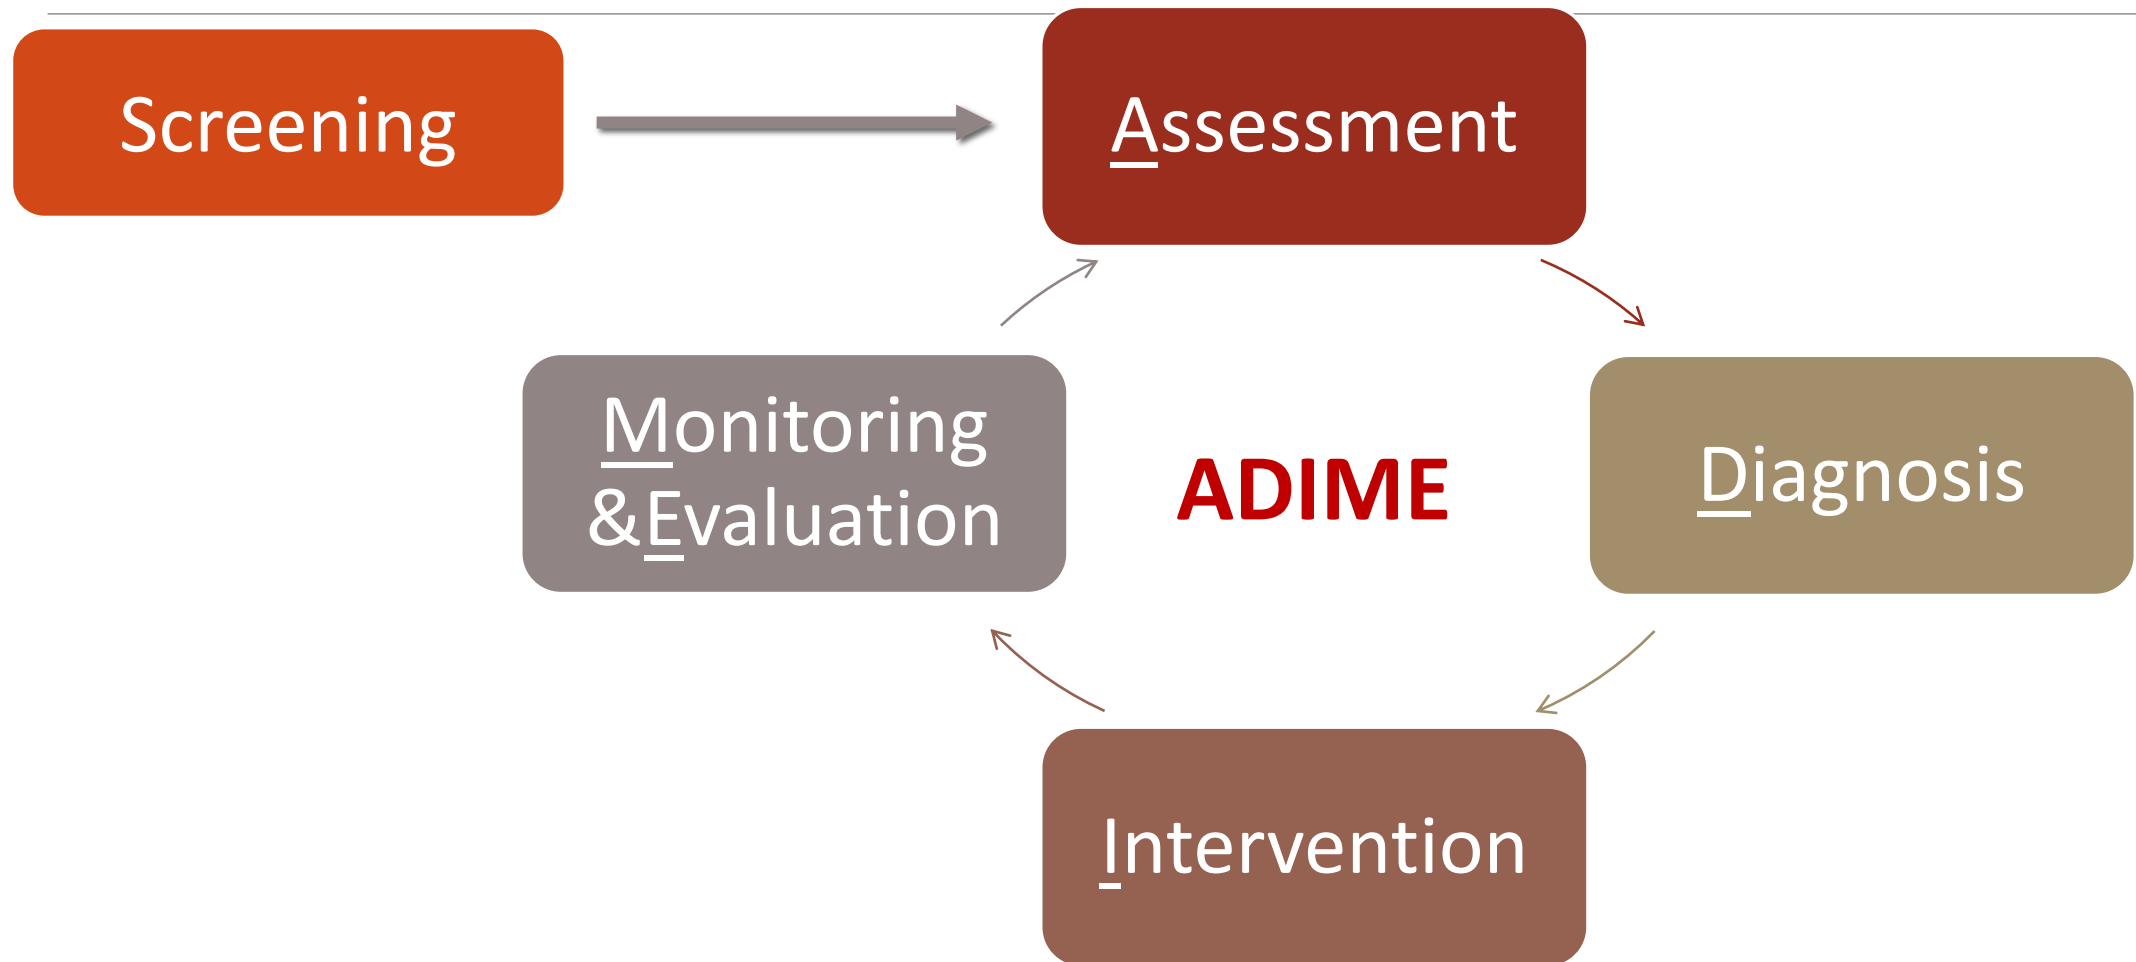 Screening
Assessment
Monitoring
&Evaluation
ADIME
Diagnosis
Intervention